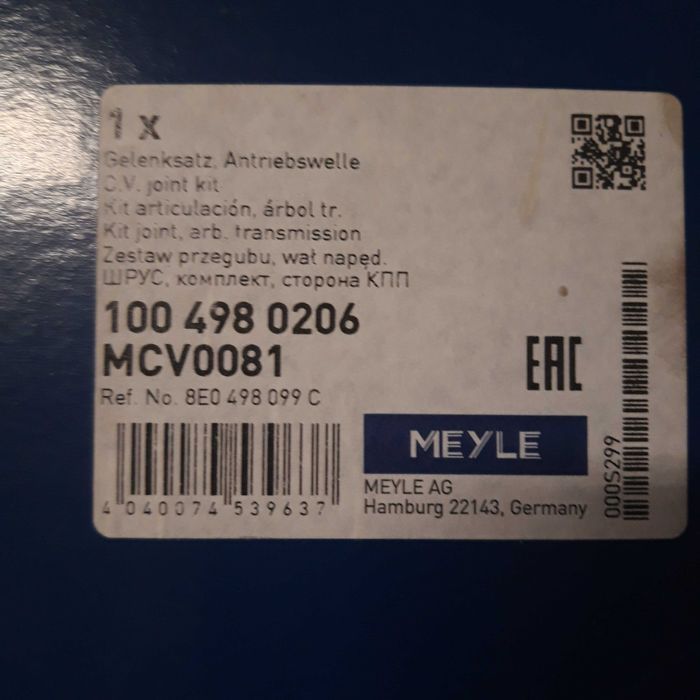 1 x
Gelenksatz, Antriebswelle
C.V. joint kit
Kit articulación, árbol tr.
Kit joint, arb. transmission
Zestaw przegubu, wał napęd.
ШРУС, комплект, сторона КПП
100 498 0206
MCV0081
Ref. No. 8E0 498 099 C
EAC
4 040074 539637
MEYLE
MEYLE AG
Hamburg 22143, Germany
000S299